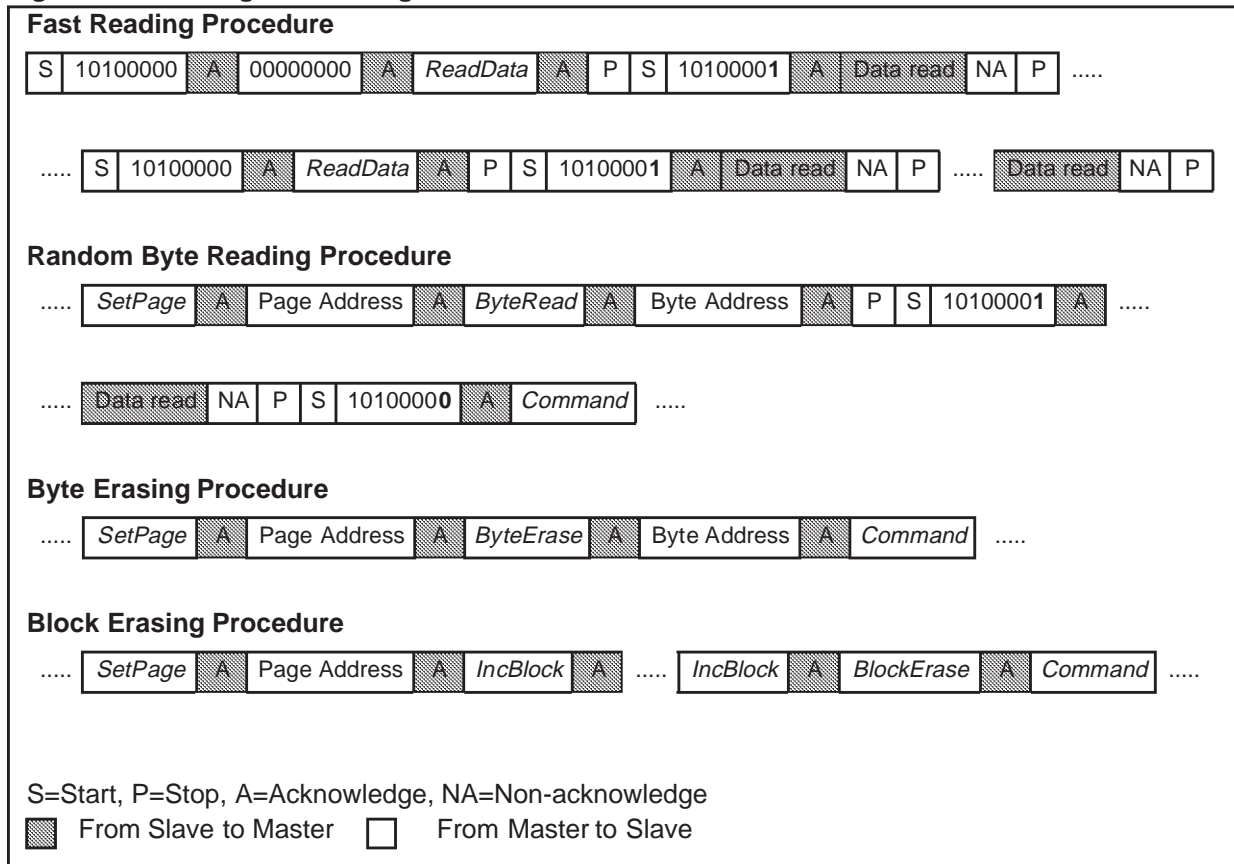 Fast Reading Procedure
S 10100000 A 00000000 A ReadData A P S 10100001 A Data read NA P .....
..... S 10100000 A ReadData A P S 10100001 A Data read NA P ..... Data read NA P
Random Byte Reading Procedure
..... SetPage A Page Address A ByteRead A Byte Address A P S 10100001 A .....
..... Data read NA P S 10100000 A Command .....
Byte Erasing Procedure
..... SetPage A Page Address A ByteErase A Byte Address A Command .....
Block Erasing Procedure
..... SetPage A Page Address A IncBlock A ..... IncBlock A BlockErase A Command .....
S=Start, P=Stop, A=Acknowledge, NA=Non-acknowledge
From Slave to Master From Master to Slave